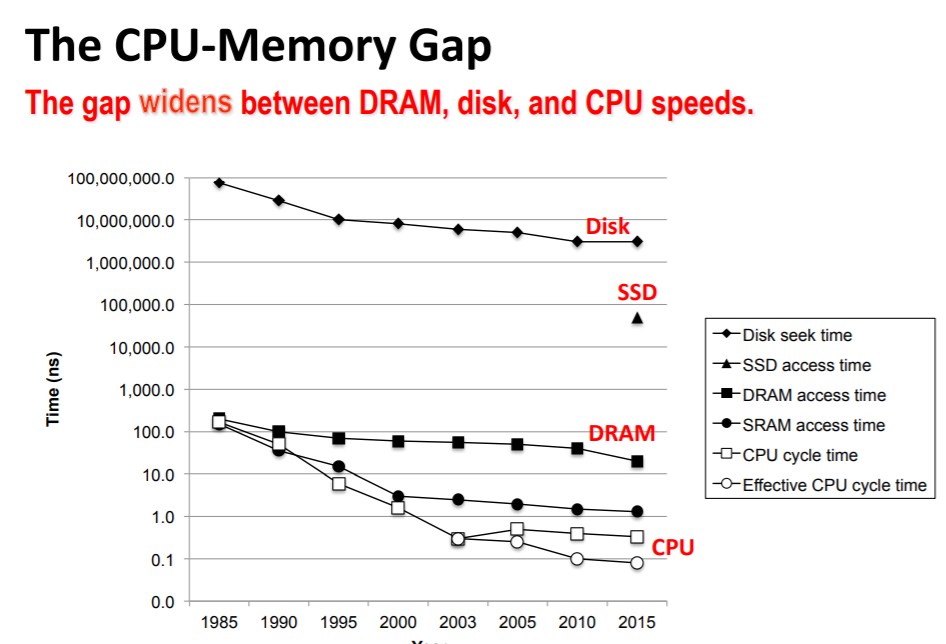 The CPU-Memory Gap
The gap widens between DRAM, disk, and CPU speeds.
100,000,000.0
10,000,000.0
1,000,000.0
100,000.0
10,000.0
1,000.0
100.0
10.0
1.0
0.1
0.0
Time (ns)
Disk
SSD
DRAM
CPU
Disk seek time
SSD access time
DRAM access time
SRAM access time
CPU cycle time
Effective CPU cycle time
1985 1990 1995 2000 2003 2005 2010 2015